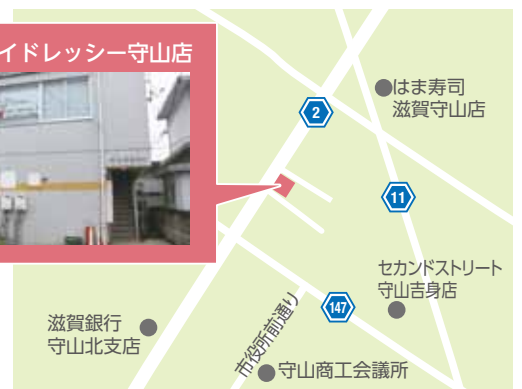 イドレッシー守山店
はま寿司
滋賀守山店
2
11
セカンドストリート
守山吉身店
147
市役所前通り
滋賀銀行
守山北支店
守山商工会議所